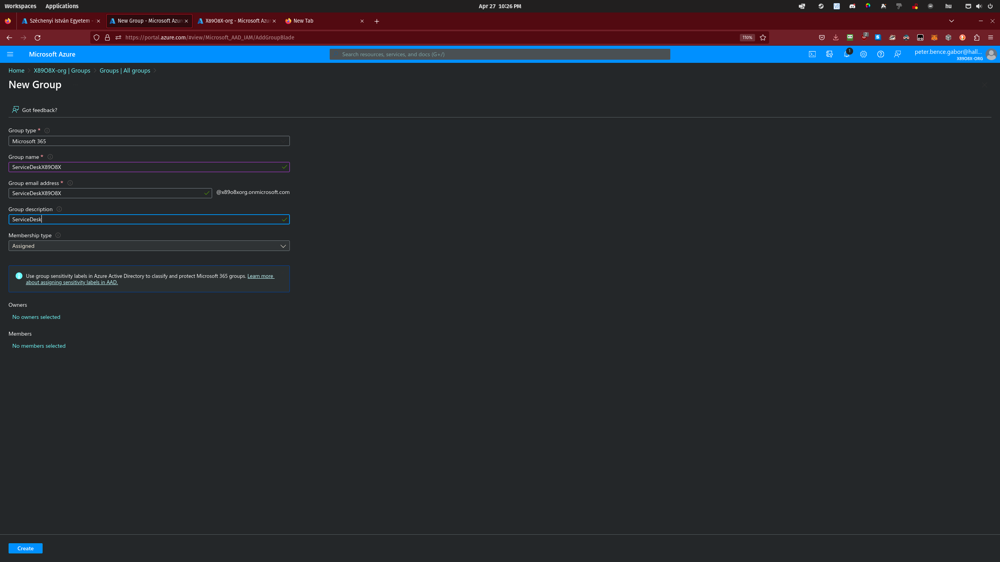 Workspaces Applications Apr 27 10:26 PM hu
Széchenyi István Egyetem - New Group - Microsoft Azur X89O8X-org - Microsoft Azur New Tab
https://portal.azure.com/#view/Microsoft_AAD_IAM/AddGroupBlade 110% 2
Microsoft Azure Search resources, services, and docs (G+/) 1 peter.bence.gabor@hall...
X89O8X-ORG
Home X89O8X-org | Groups Groups | All groups
New Group
Got feedback?
Group type *
Microsoft 365
Group name *
ServiceDeskX89O8X
Group email address *
ServiceDeskX89O8X @x89o8xorg.onmicrosoft.com
Group description
ServiceDesk
Membership type
Assigned
Use group sensitivity labels in Azure Active Directory to classify and protect Microsoft 365 groups. Learn more
about assigning sensitivity labels in AAD.
Owners
No owners selected
Members
No members selected
Create